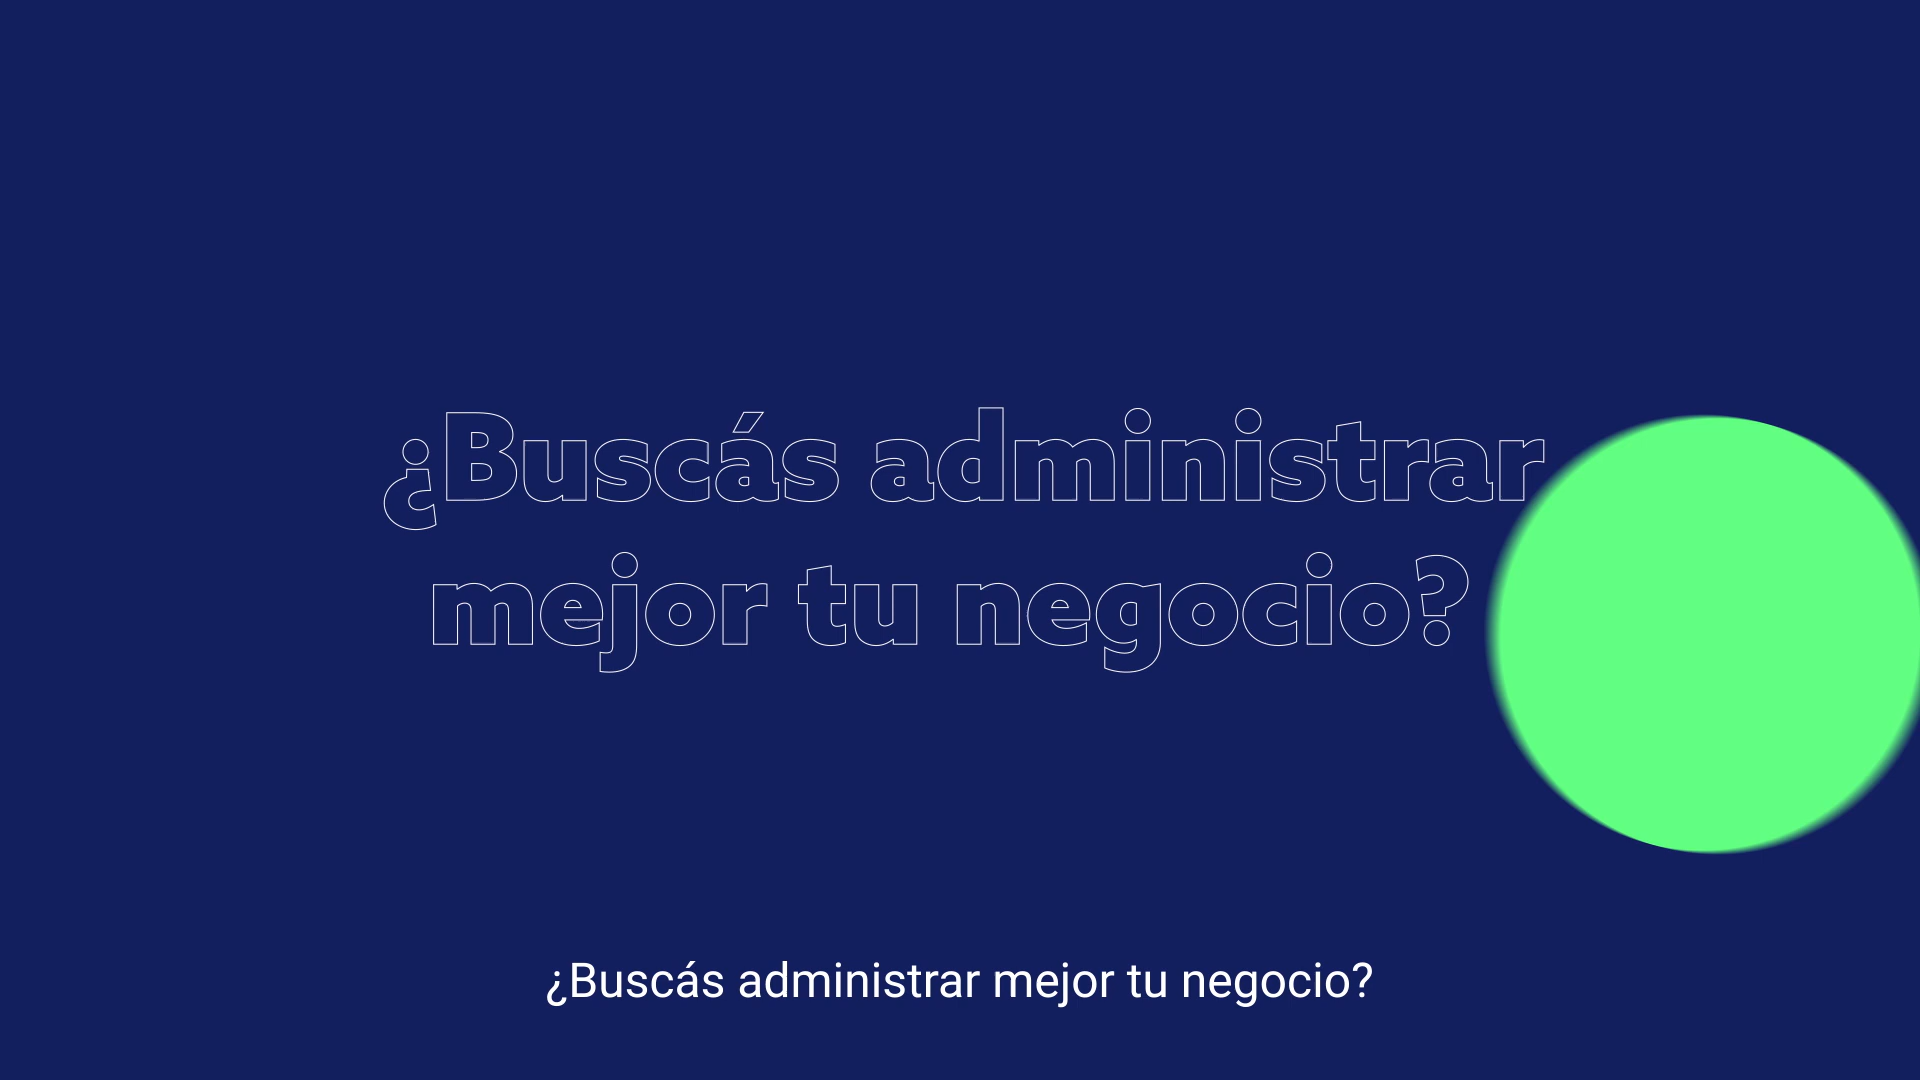 ¿Buscás administrar
mejor tu negocio?
¿Buscás administrar mejor tu negocio?